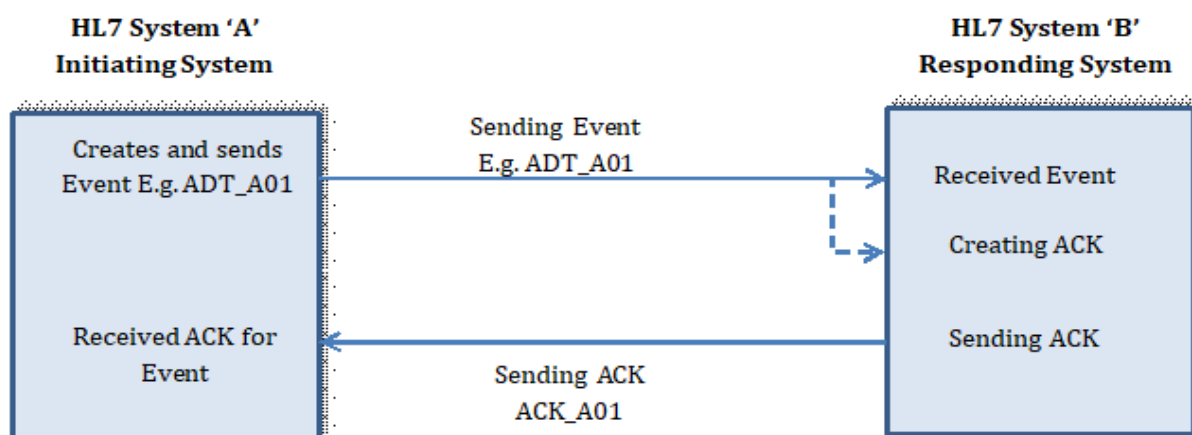 HL7 System ‘A’
Initiating System
HL7 System ‘B’
Responding System
Creates and sends
Event E.g. ADT_A01
Sending Event
E.g. ADT_A01
Received Event
Creating ACK
Received ACK for
Event
Sending ACK
ACK_A01
Sending ACK